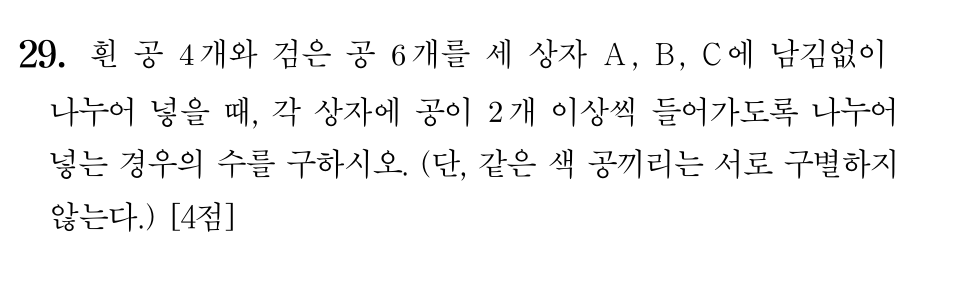 29. 흰 공 4개와 검은 공 6개를 세 상자 A, B, C에 남김없이
나누어 넣을 때, 각 상자에 공이 2개 이상씩 들어가도록 나누어
넣는 경우의 수를 구하시오. (단, 같은 색 공끼리는 서로 구별하지
않는다.) [4점]